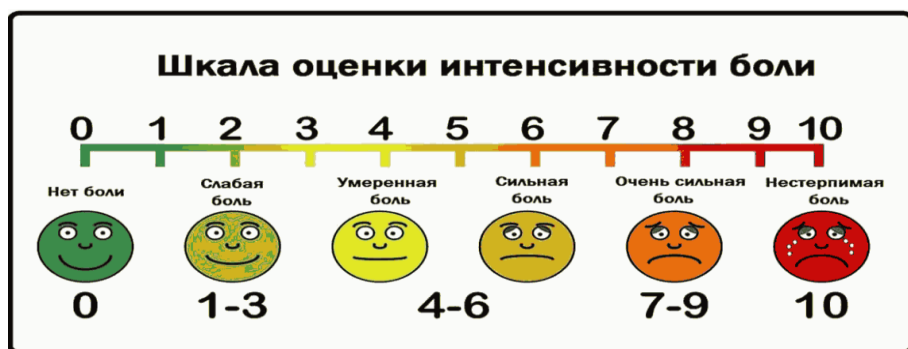 Шкала оценки интенсивности боли
0 1 2 3 4 5 6 7 8 9 10
Нет боли
Слабая
боль
Умеренная
боль
Сильная
боль
Очень сильная
боль
Нестерпимая
боль
0 1-3 4-6 7-9 10